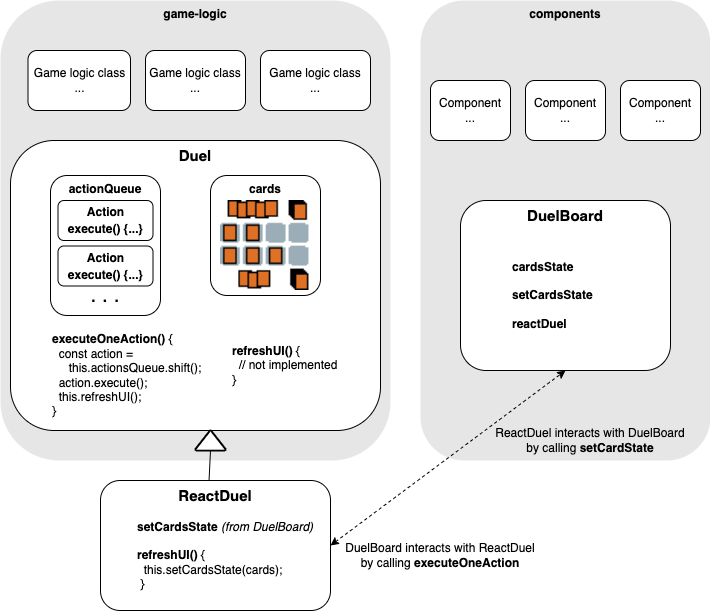 game-logic
Game logic class
...
Game logic class
...
Game logic class
...
Duel
actionQueue
Action
execute() {...}
Action
execute() {...}
. . .
cards
executeOneAction() {
const action =
this.actionsQueue.shift();
action.execute();
this.refreshUI();
}
refreshUI() {
// not implemented
}
ReactDuel
setCardsState (from DuelBoard)
refreshUI() {
this.setCardsState(cards);
}
components
Component
...
Component
...
Component
...
DuelBoard
cardsState
setCardsState
reactDuel
ReactDuel interacts with DuelBoard
by calling setCardState
DuelBoard interacts with ReactDuel
by calling executeOneAction